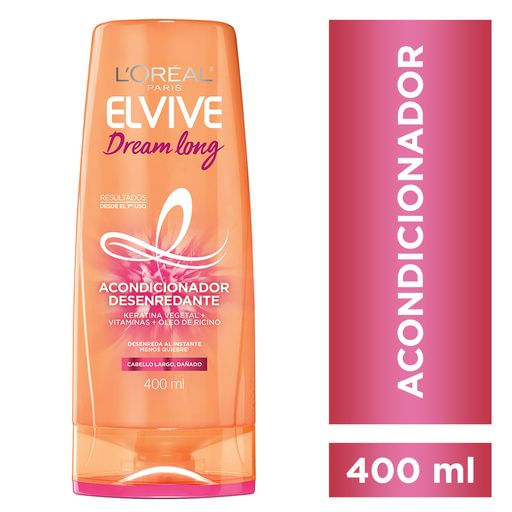 L'ORÉAL
PARIS
ELVIVE
Dream long
RESULTADOS
DESDE EL 1er USO
ACONDICIONADOR
DESENREDANTE
KERATINA VEGETAL +
VITAMINAS + ÓLEO DE RICINO
DESENREDA AL INSTANTE
MENOS QUIEBRE*
CABELLO LARGO, DAÑADO
400 ml
ACONDICIONADOR
400 ml